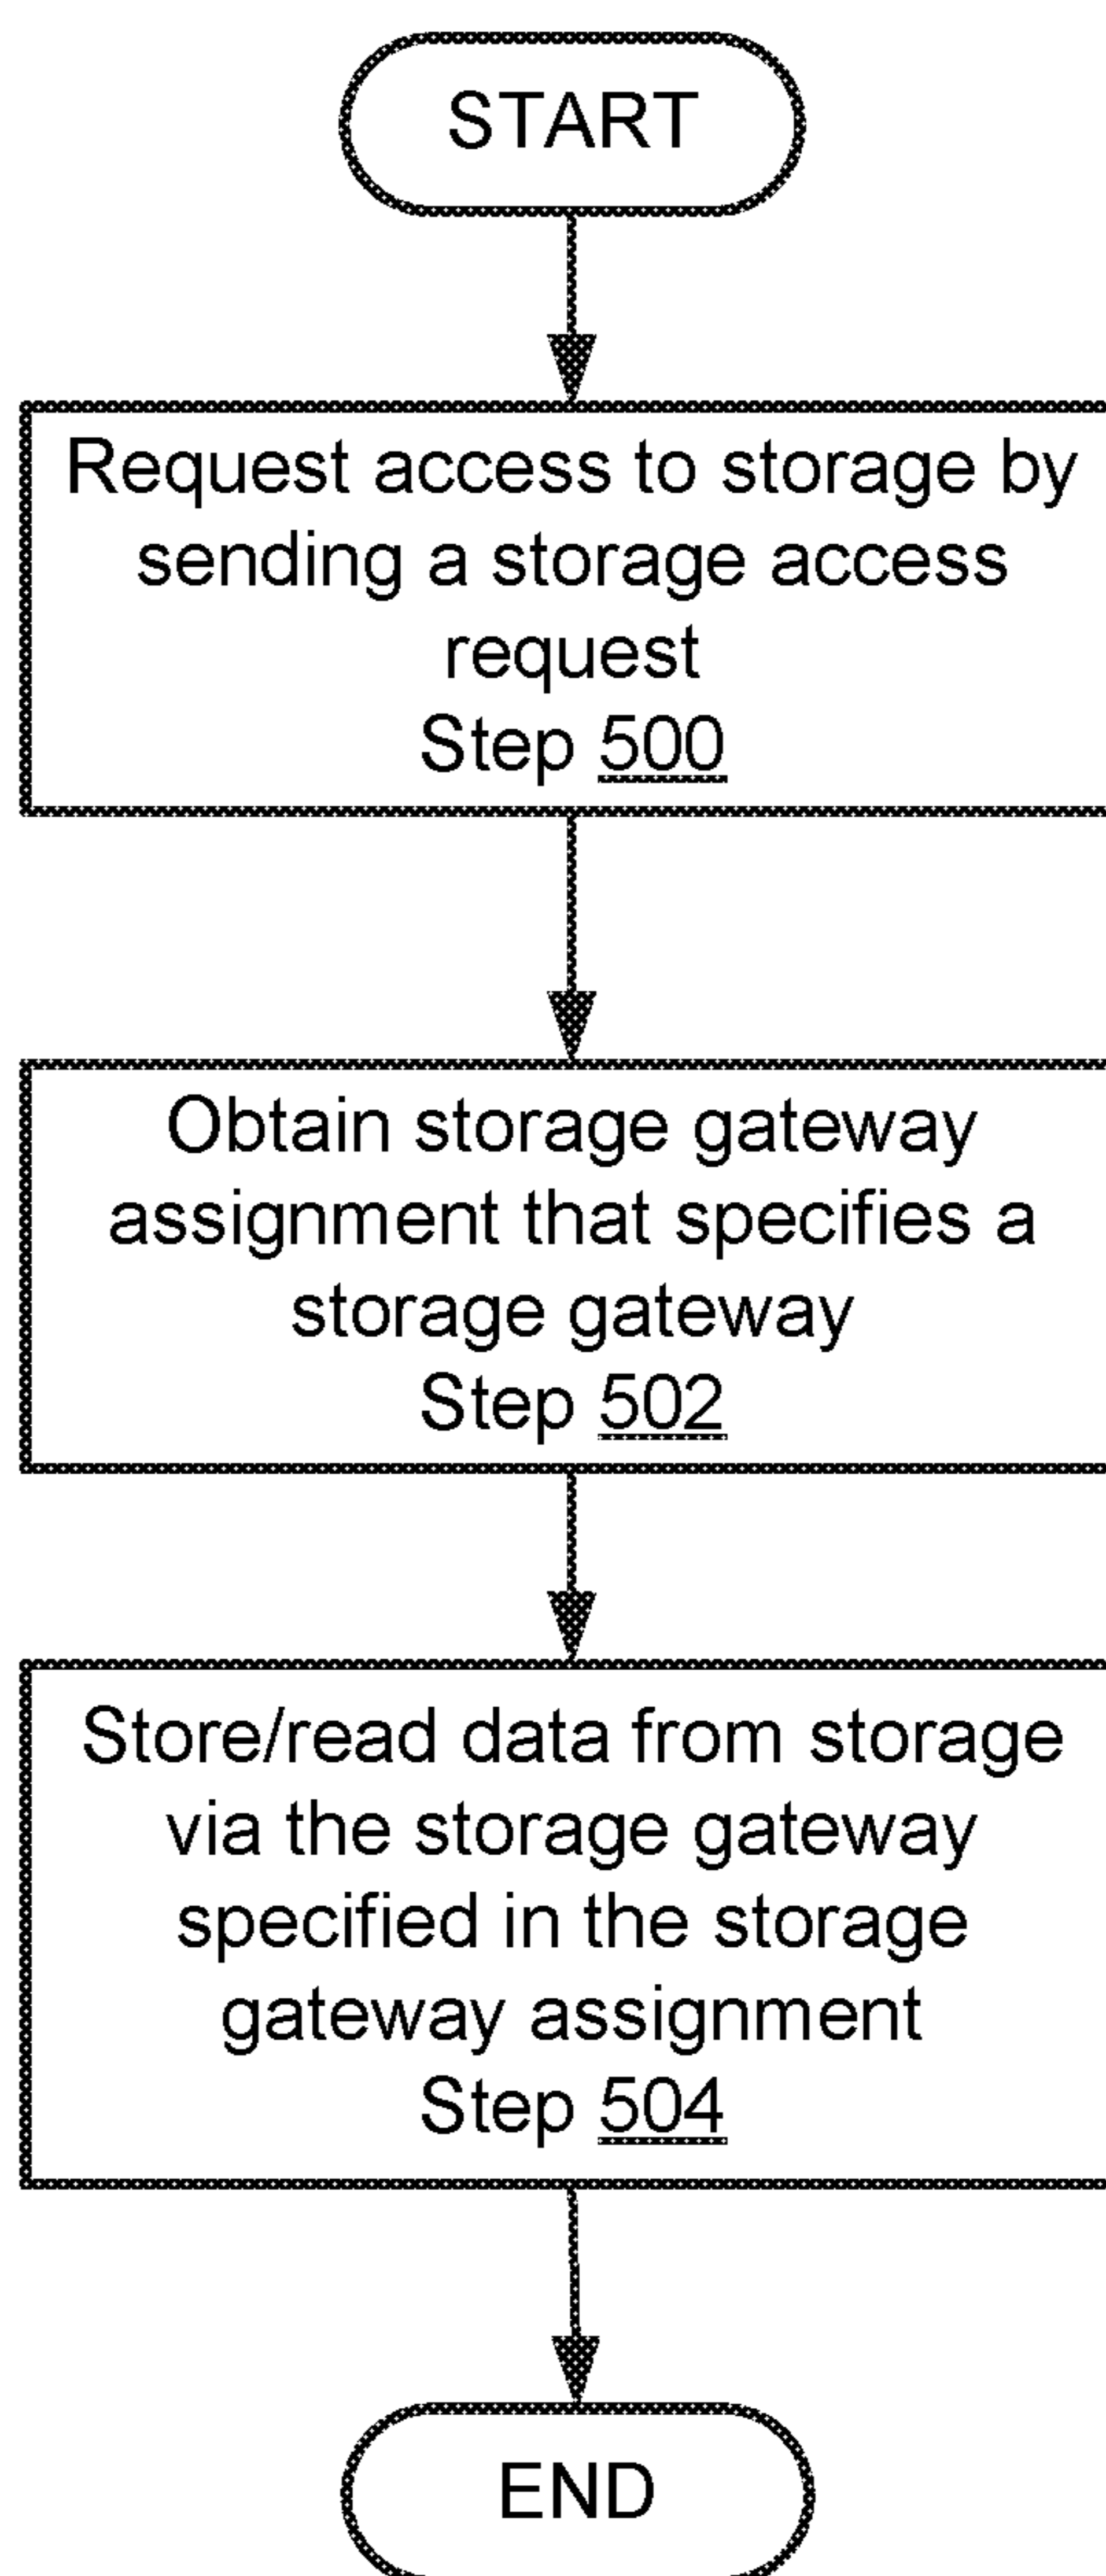 START
Request access to storage by
sending a storage access
request
Step 500
Obtain storage gateway
assignment that specifies a
storage gateway
Step 502
Store/read data from storage
via the storage gateway
specified in the storage
gateway assignment
Step 504
END